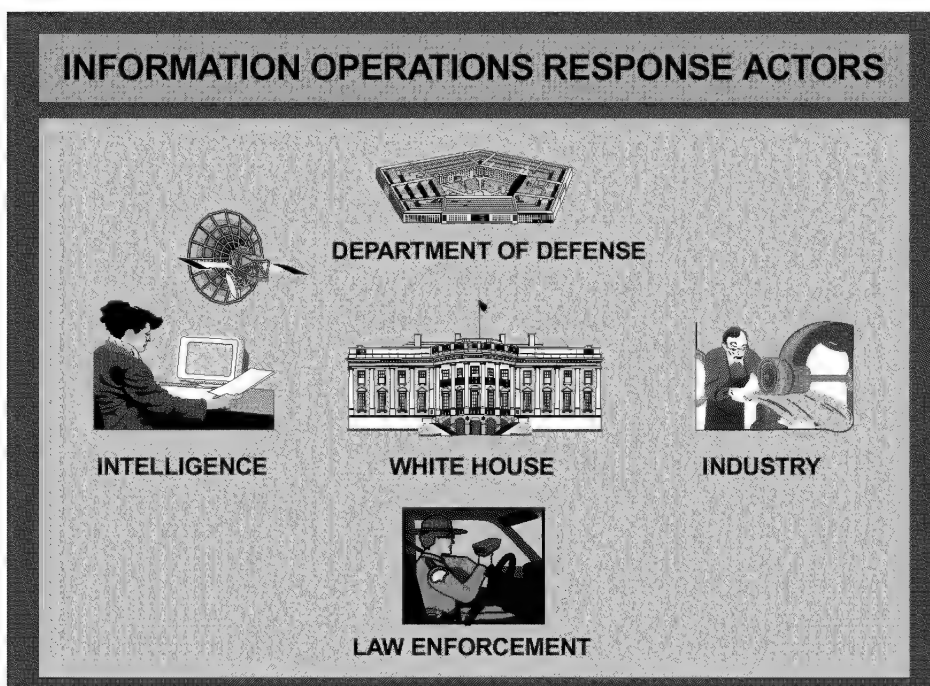 INFORMATION OPERATIONS RESPONSE ACTORS
DEPARTMENT OF DEFENSE
INTELLIGENCE
WHITE HOUSE
INDUSTRY
LAW ENFORCEMENT